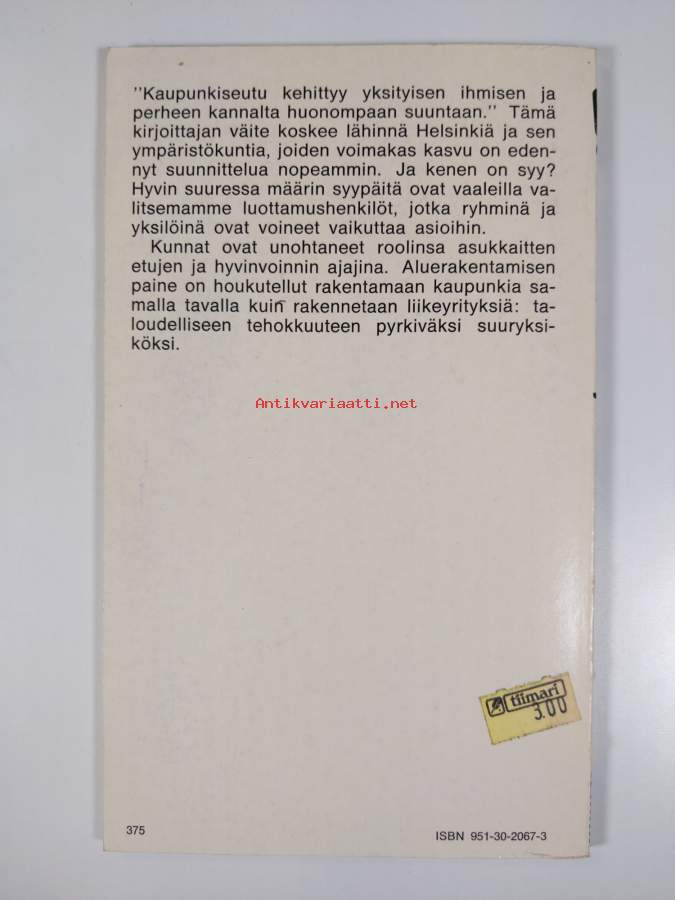 "Kaupunkiseutu kehittyy yksityisen ihmisen ja
perheen kannalta huonompaan suuntaan." Tämä
kirjoittajan väite koskee lähinnä Helsinkiä ja sen
ympäristökuntia, joiden voimakas kasvu on eden-
nyt suunnittelua nopeammin. Ja kenen on syy?
Hyvin suuressa määrin syypäitä ovat vaaleilla va-
litsemamme luottamushenkilöt, jotka ryhminä ja
yksilöinä ovat voineet vaikuttaa asioihin.
Kunnat ovat unohtaneet roolinsa asukkaitten
etujen ja hyvinvoinnin ajajina. Aluerakentamisen
paine on houkutellut rakentamaan kaupunkia sa-
malla tavalla kuin rakennetaan liikeyrityksiä: ta-
loudelliseen tehokkuuteen pyrkiväksi suuryksi-
köksi.
Antikvariaatti.net
tiimari
3.00
375
ISBN 951-30-2067-3